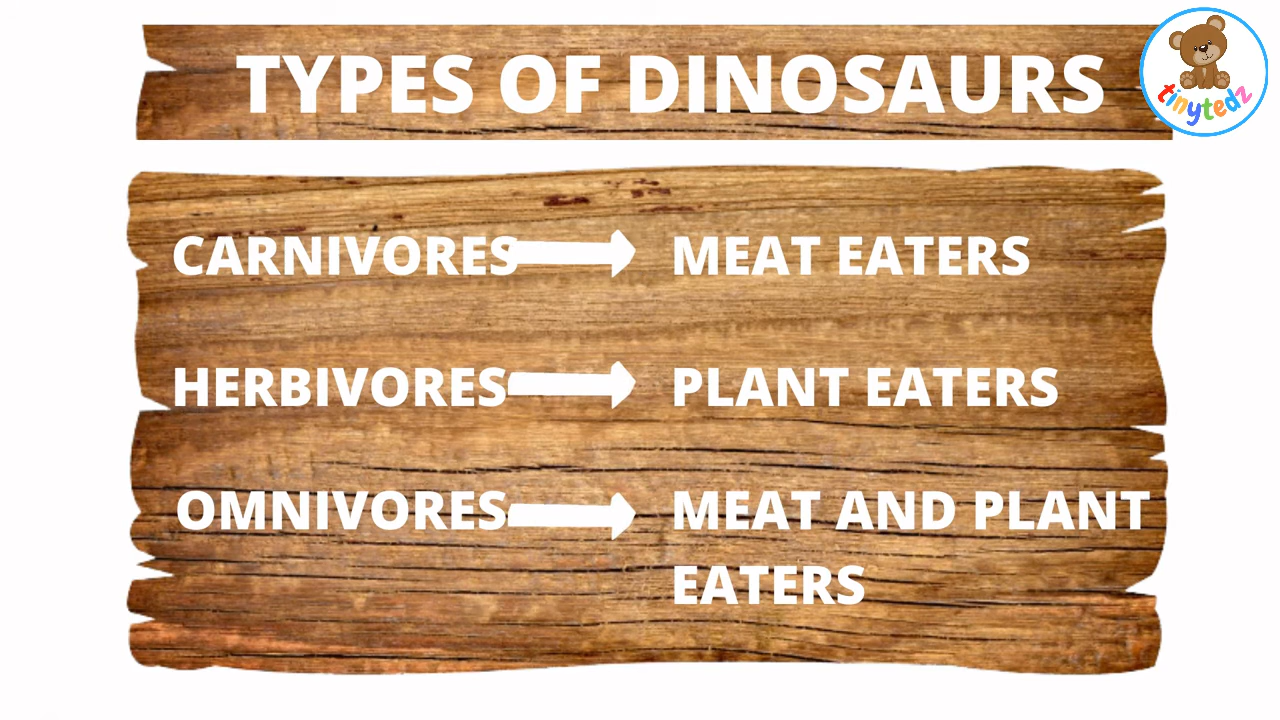 TYPES OF DINOSAURS
tinytedz
CARNIVORES MEAT EATERS
HERBIVORES PLANT EATERS
OMNIVORES MEAT AND PLANT
EATERS